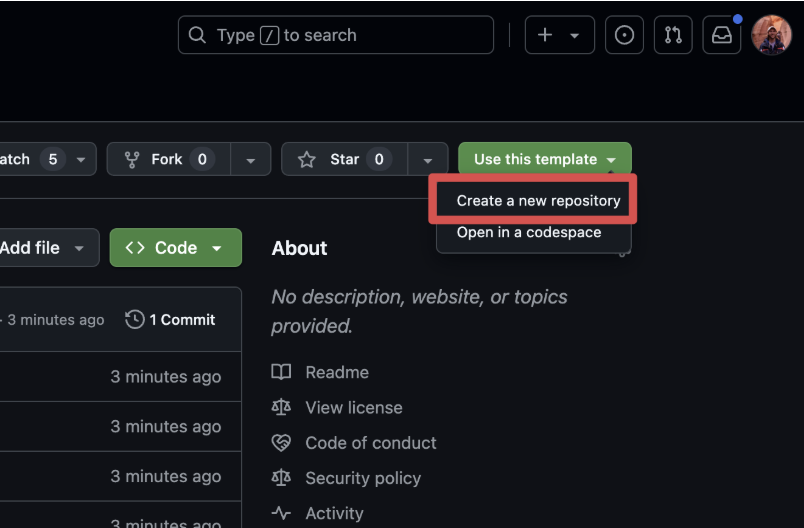 Type / to search
atch 5
Fork 0
Star 0
Use this template
Create a new repository
Open in a codespace
Add file
Code
About
No description, website, or topics
provided.
3 minutes ago
1 Commit
3 minutes ago
3 minutes ago
3 minutes ago
3 minutes ago
Readme
View license
Code of conduct
Security policy
Activity